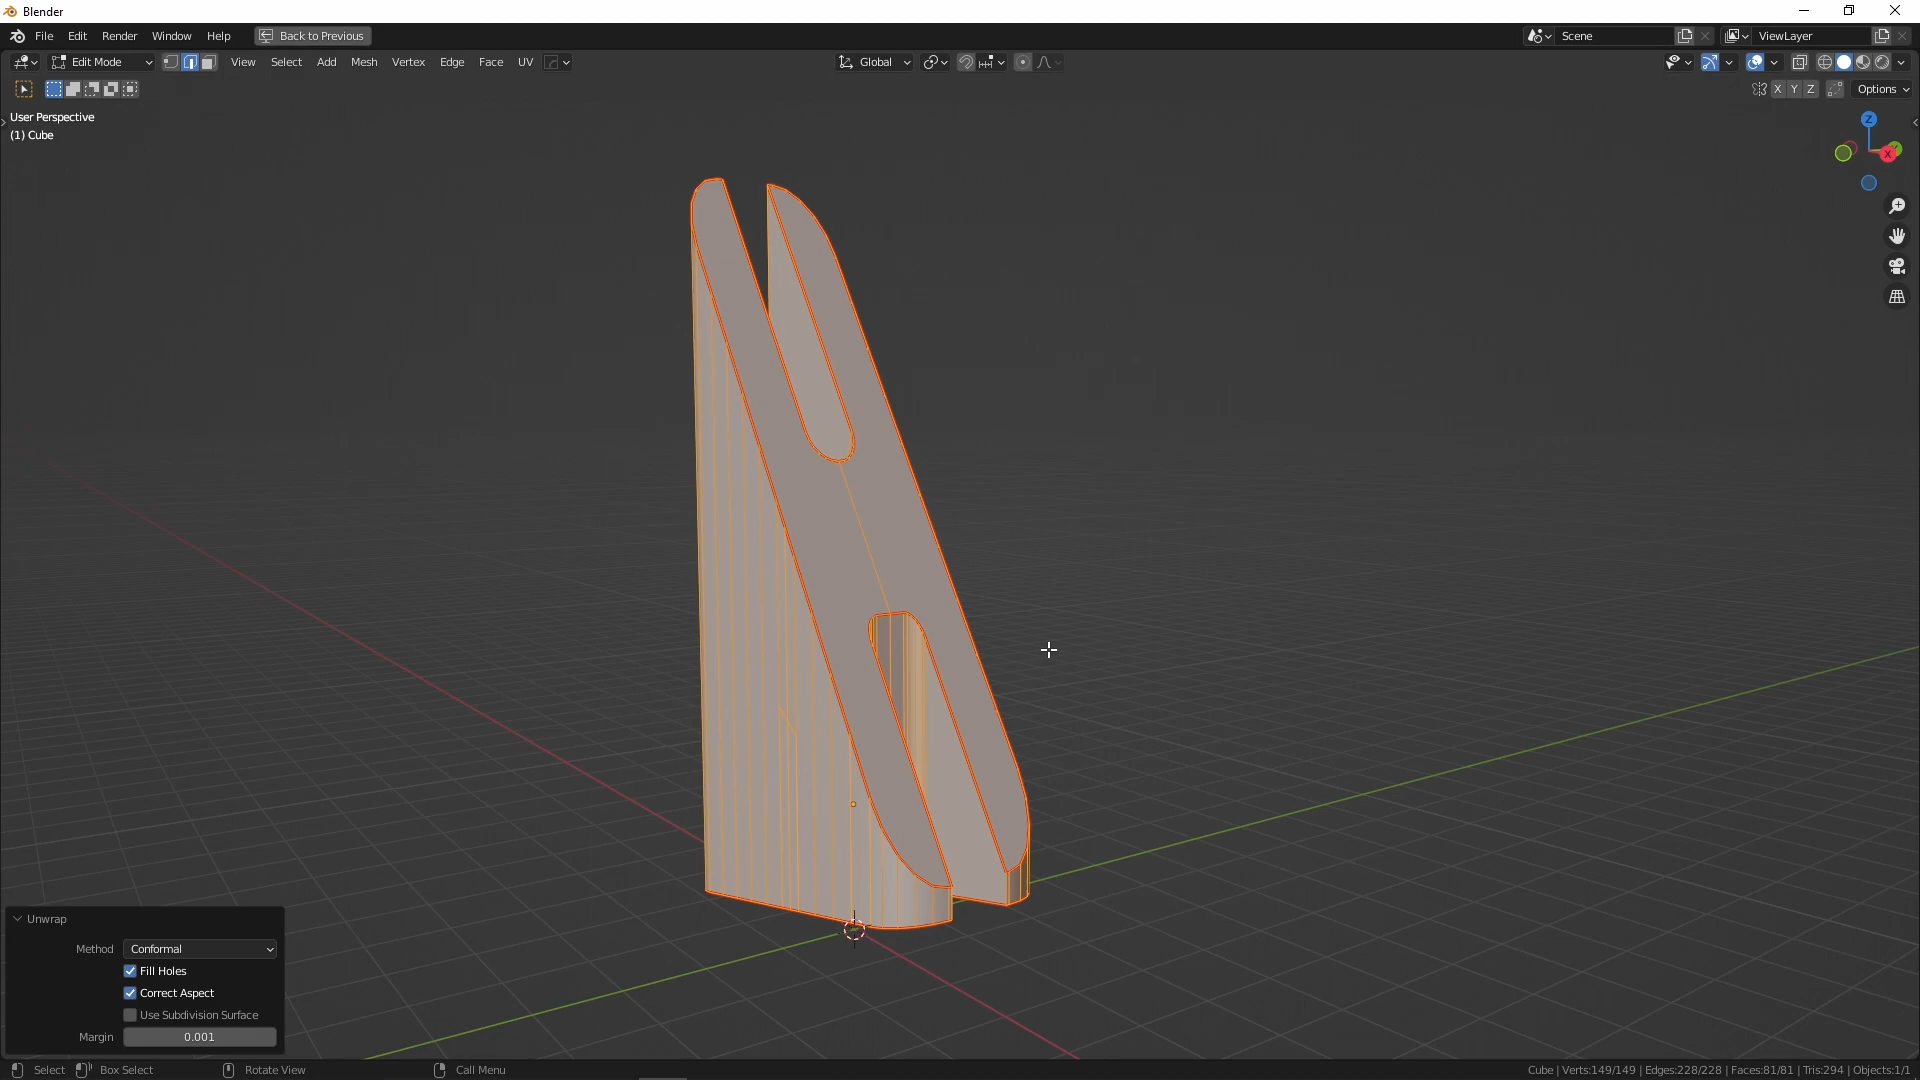 Blender
File Edit Render Window Help Back to Previous Scene ViewLayer
Edit Mode View Select Add Mesh Vertex Edge Face UV Global
X Y Z Options
User Perspective
(1) Cube
Z
X
Unwrap
Method Conformal
Fill Holes
Correct Aspect
Use Subdivision Surface
Margin 0.001
Select Box Select Rotate View Call Menu Cube | Verts:149/149 | Edges:228/228 | Faces:81/81 | Tris:294 | Objects:1/1